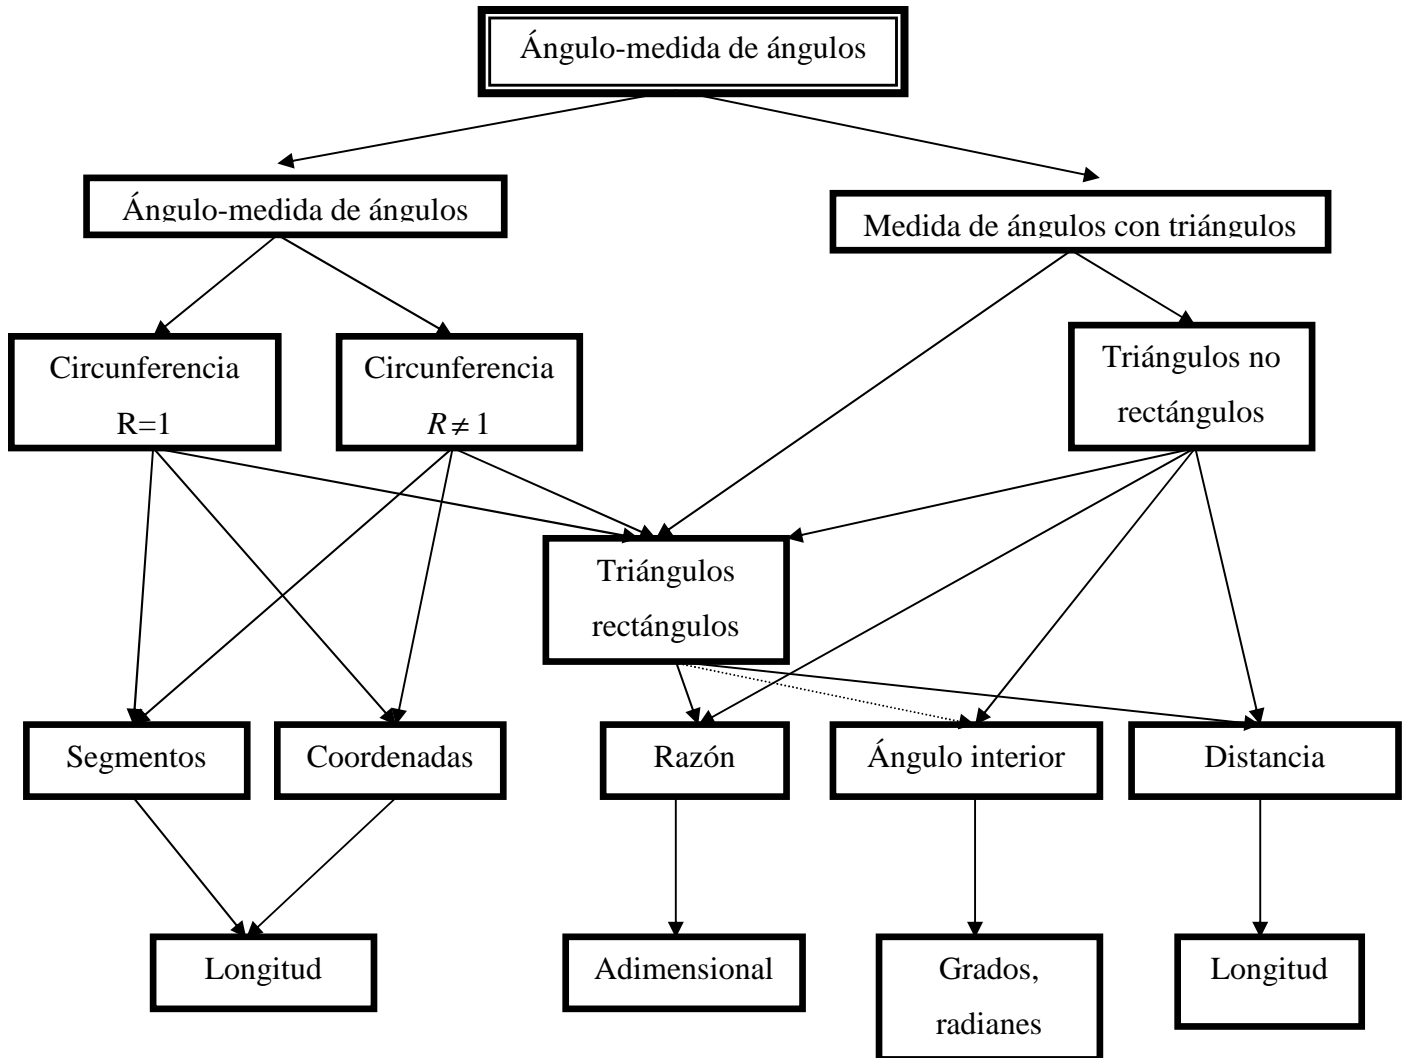 Ángulo-medida de ángulos
Ángulo-medida de ángulos
Medida de ángulos con triángulos
Circunferencia
R=1
Circunferencia
R ≠ 1
Triángulos no
rectángulos
Triángulos
rectángulos
Segmentos
Coordenadas
Razón
Ángulo interior
Distancia
Longitud
Adimensional
Grados,
radianes
Longitud